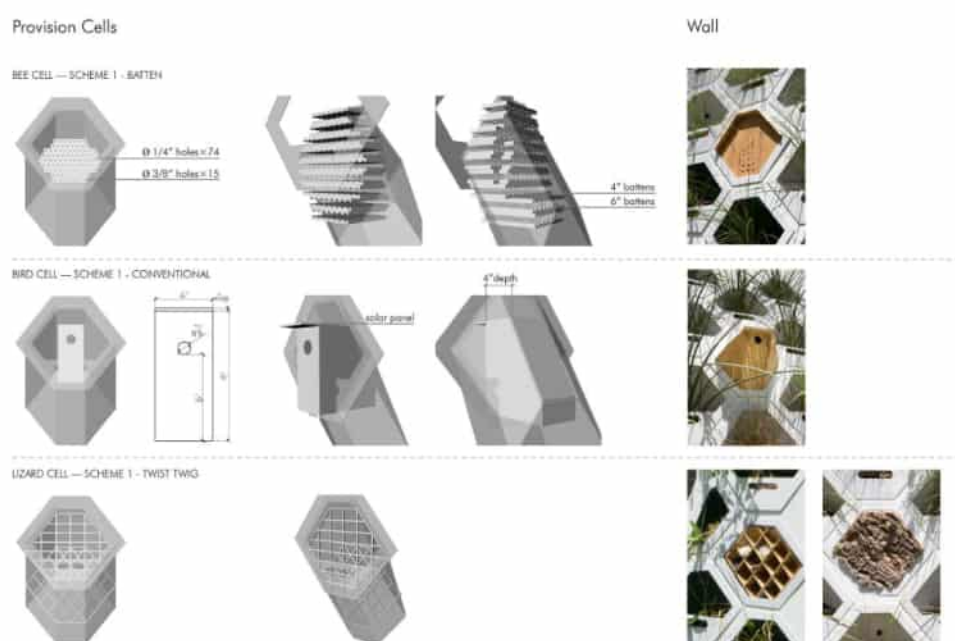 Provision Cells
Wall
BEE CELL — SCHEME 1 - BATTEN
Ø 1/4" holes×74
Ø 3/8" holes×15
4" battens
6" battens
BIRD CELL — SCHEME 1 - CONVENTIONAL
4"depth
solar panel
LIZARD CELL — SCHEME 1 - TWIST TWIG